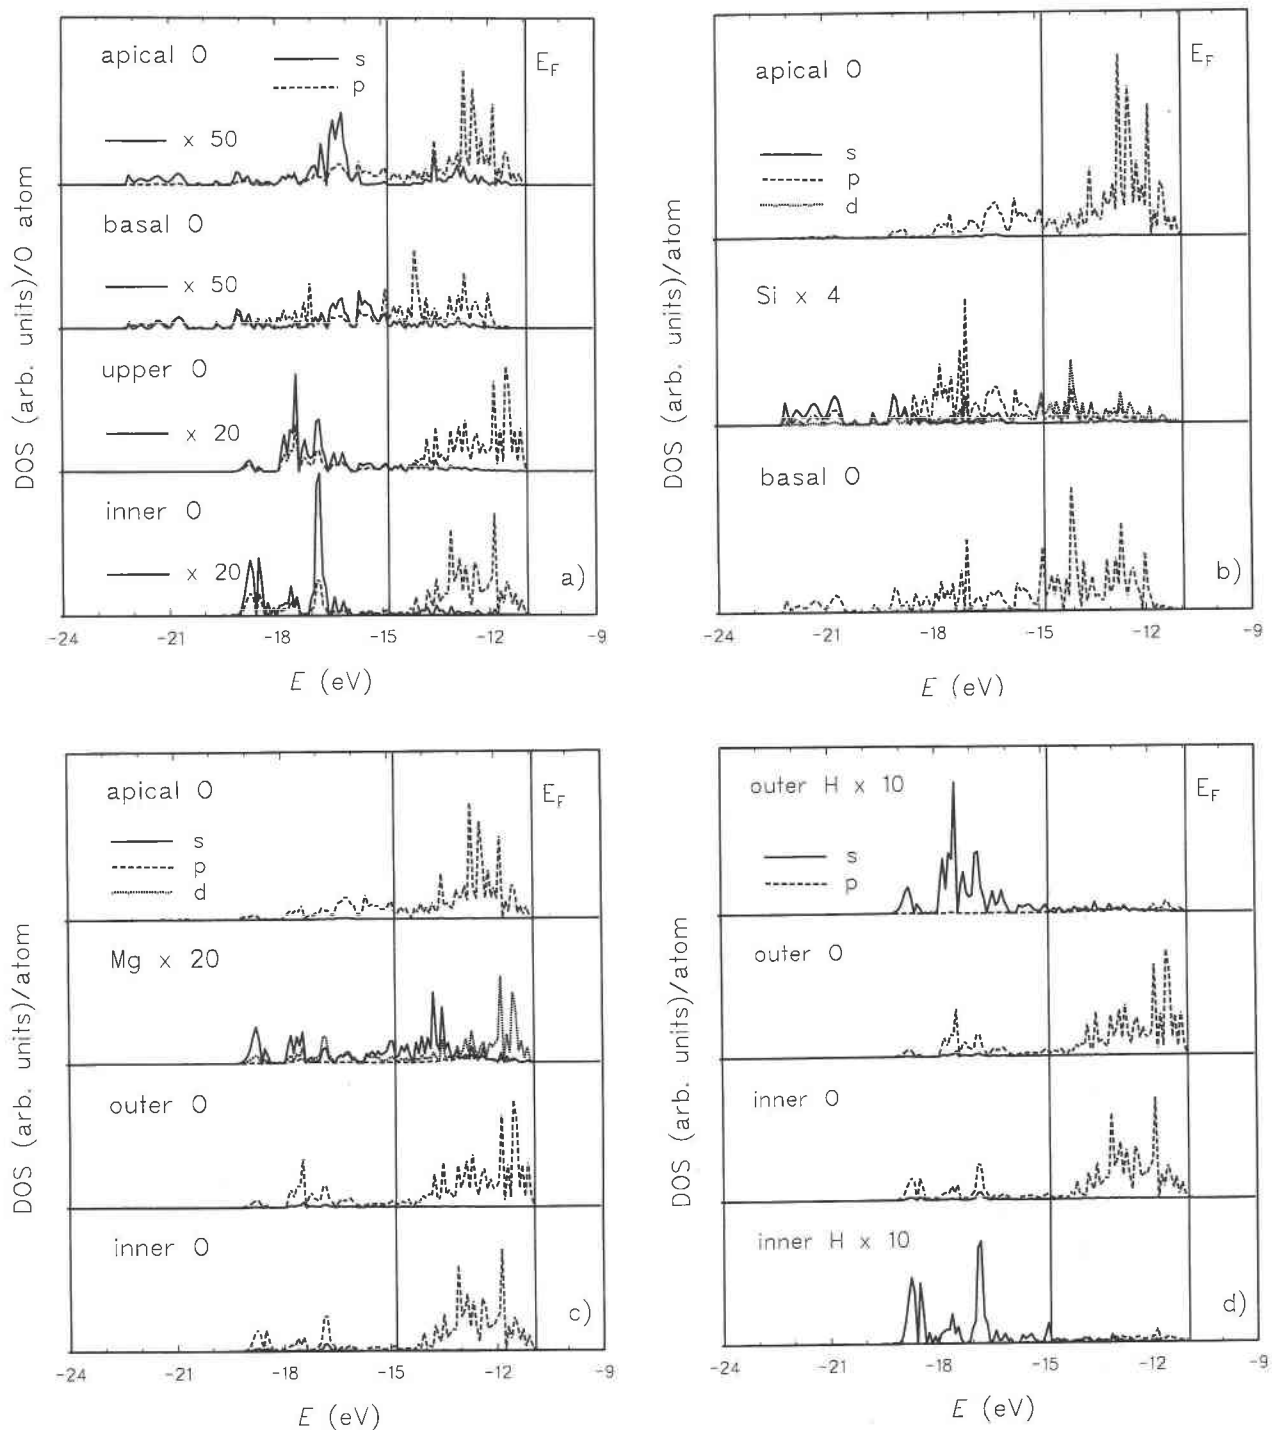 apical O
s
p
E_F
x 50
basal O
x 50
upper O
x 20
inner O
x 20
a)
DOS (arb. units)/O atom
-24
-21
-18
-15
-12
-9
E (eV)
apical O
E_F
s
p
d
Si x 4
basal O
b)
DOS (arb. units)/atom
-24
-21
-18
-15
-12
-9
E (eV)
apical O
E_F
s
p
d
Mg x 20
outer O
inner O
c)
DOS (arb. units)/atom
-24
-21
-18
-15
-12
-9
E (eV)
outer H x 10
E_F
s
p
outer O
inner O
inner H x 10
d)
DOS (arb. units)/atom
-24
-21
-18
-15
-12
-9
E (eV)